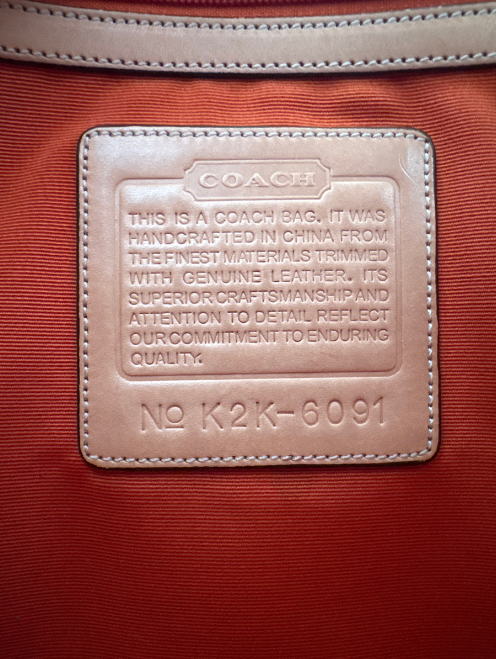 COACH
THIS IS A COACH BAG. IT WAS
HANDCRAFTED IN CHINA FROM
THE FINEST MATERIALS TRIMMED
WITH GENUINE LEATHER. ITS
SUPERIOR CRAFTSMANSHIP AND
ATTENTION TO DETAIL REFLECT
OUR COMMITMENT TO ENDURING
QUALITY.
No K2K-6091